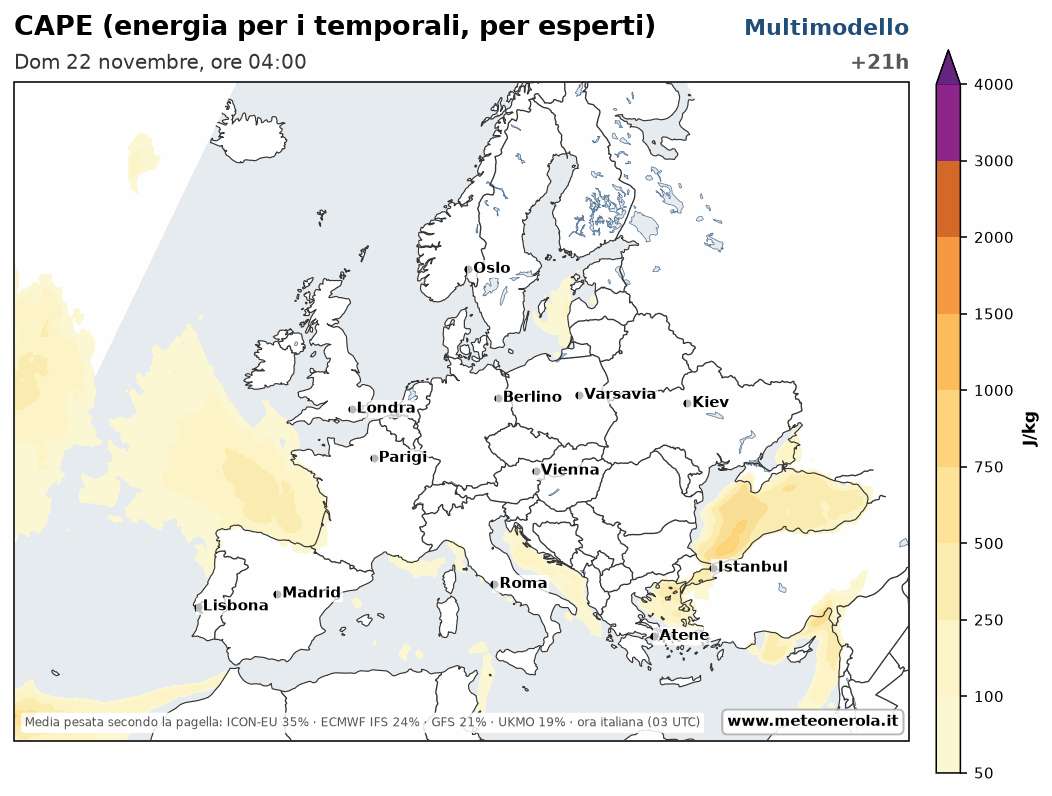 CAPE (energia per i temporali, per esperti)
Multimodello
Dom 22 novembre, ore 04:00
+21h
4000
3000
2000
1500
1000
750
500
250
100
50
J/kg
Oslo
Londra
Berlino
Varsavia
Kiev
Parigi
Vienna
Istanbul
Roma
Madrid
Lisbona
Atene
Media pesata secondo la pagella: ICON-EU 35% · ECMWF IFS 24% · GFS 21% · UKMO 19% · ora italiana (03 UTC)
www.meteonerola.it